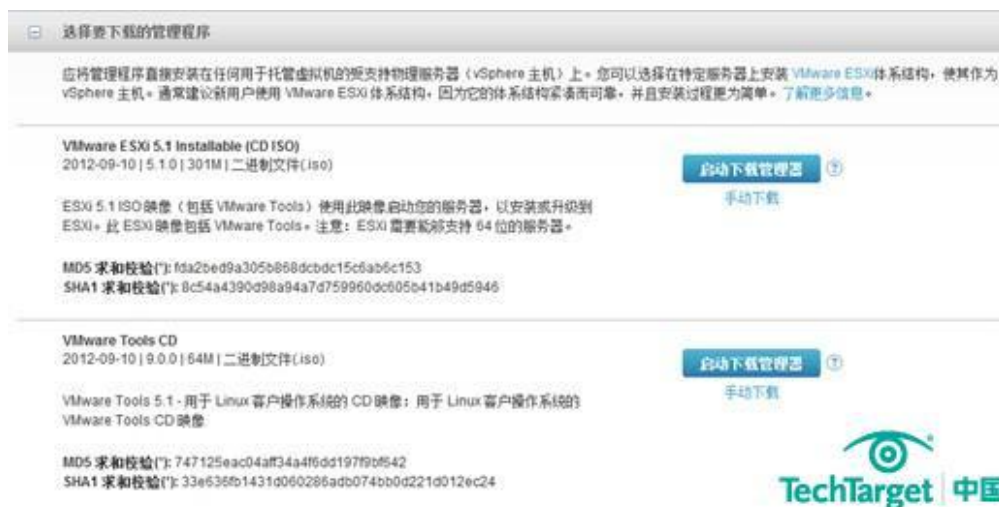 选择要下载的管理程序
应将管理程序直接安装在任何用于托管虚拟机的受支持物理服务器（vSphere 主机）上。您可以选择在特定服务器上安装 VMware ESXi体系结构，使其作为
vSphere 主机。通常建议新用户使用 VMware ESXi 体系结构，因为它的体系结构紧凑而可靠，并且安装过程更为简单。了解更多信息。
VMware ESXi 5.1 Installable (CD ISO)
2012-09-10 | 5.1.0 | 301M | 二进制文件(.iso)
启动下载管理器
手动下载
ESXi 5.1 ISO 映像（包括 VMware Tools）使用此映像启动您的服务器，以安装或升级到
ESXi。此 ESXi 映像包括 VMware Tools。注意：ESXi 需要能够支持 64 位的服务器。
MD5 求和校验(*): fda2bed9a305b868dcbdc15c6ab6c153
SHA1 求和校验(*): 8c54a4390d98a94a7d759960dc605b41b49d5946
VMware Tools CD
2012-09-10 | 9.0.0 | 64M | 二进制文件(.iso)
启动下载管理器
手动下载
VMware Tools 5.1 - 用于 Linux 客户操作系统的 CD 映像；用于 Linux 客户操作系统的
VMware Tools CD 映像
MD5 求和校验(*): 747125eac04aff34a4f6dd197f9bf642
SHA1 求和校验(*): 33e636fb1431d060286adb074bb0d221d012ec24
TechTarget 中国